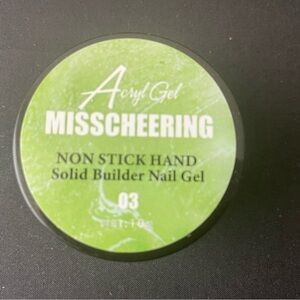 Acryl Gel
MISSCHEERING
NON STICK HAND
Solid Builder Nail Gel
03